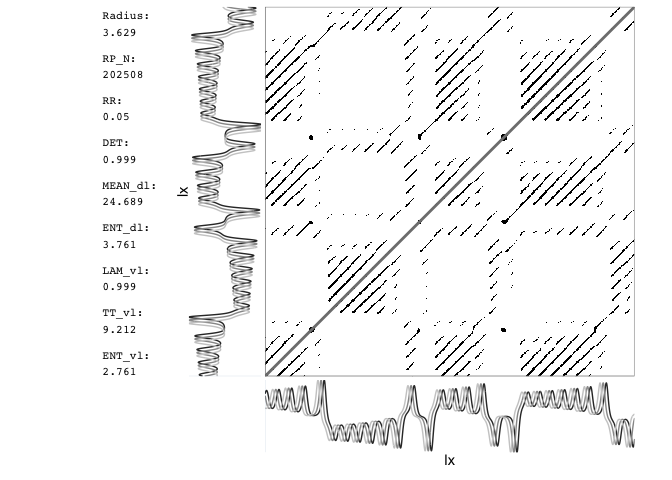 Radius:
3.629
RP_N:
202508
RR:
0.05
DET:
0.999
MEAN_dl:
24.689
ENT_dl:
3.761
LAM_vl:
0.999
TT_vl:
9.212
ENT_vl:
2.761
lx
lx